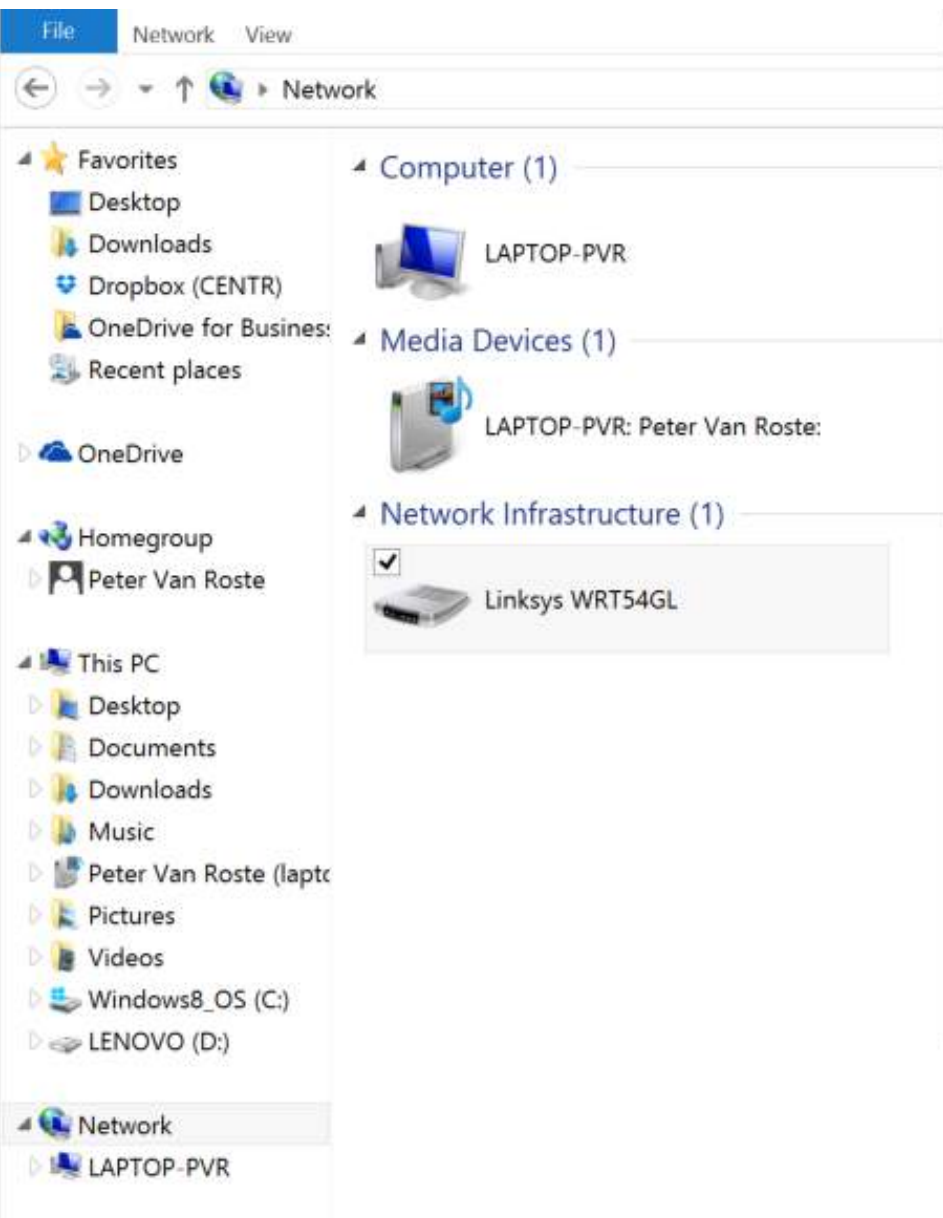 File Network View
Network
Favorites
Desktop
Downloads
Dropbox (CENTR)
OneDrive for Business
Recent places
OneDrive
Homegroup
Peter Van Roste
This PC
Desktop
Documents
Downloads
Music
Peter Van Roste (lapto
Pictures
Videos
Windows8_OS (C:)
LENOVO (D:)
Network
LAPTOP-PVR
Computer (1)
LAPTOP-PVR
Media Devices (1)
LAPTOP-PVR: Peter Van Roste:
Network Infrastructure (1)
Linksys WRT54GL